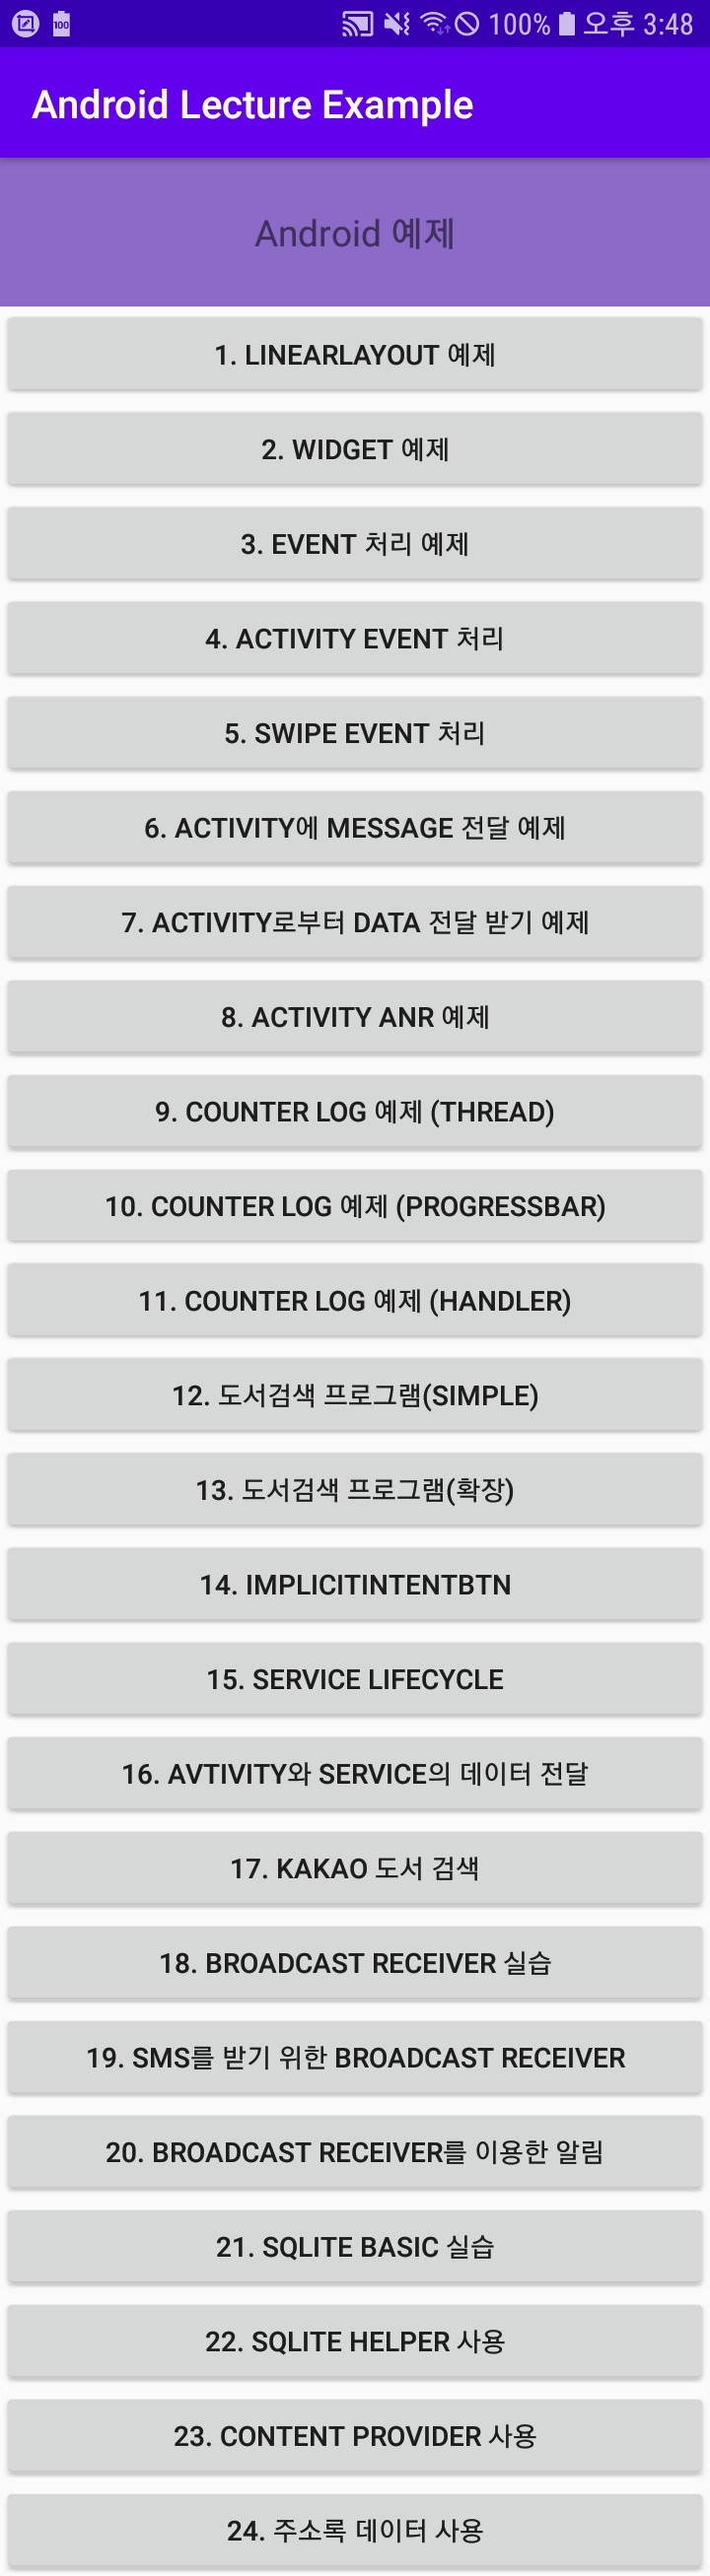 100
100% 오후 3:48
Android Lecture Example
Android 예제
1. LINEARLAYOUT 예제
2. WIDGET 예제
3. EVENT 처리 예제
4. ACTIVITY EVENT 처리
5. SWIPE EVENT 처리
6. ACTIVITY에 MESSAGE 전달 예제
7. ACTIVITY로부터 DATA 전달 받기 예제
8. ACTIVITY ANR 예제
9. COUNTER LOG 예제 (THREAD)
10. COUNTER LOG 예제 (PROGRESSBAR)
11. COUNTER LOG 예제 (HANDLER)
12. 도서검색 프로그램(SIMPLE)
13. 도서검색 프로그램(확장)
14. IMPLICITINTENTBTN
15. SERVICE LIFECYCLE
16. AVTIVITY와 SERVICE의 데이터 전달
17. KAKAO 도서 검색
18. BROADCAST RECEIVER 실습
19. SMS를 받기 위한 BROADCAST RECEIVER
20. BROADCAST RECEIVER를 이용한 알림
21. SQLITE BASIC 실습
22. SQLITE HELPER 사용
23. CONTENT PROVIDER 사용
24. 주소록 데이터 사용